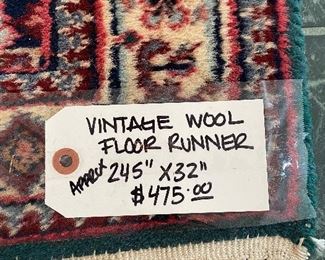 VINTAGE WOOL
FLOOR RUNNER
APPROX 245" X 32"
$475.00